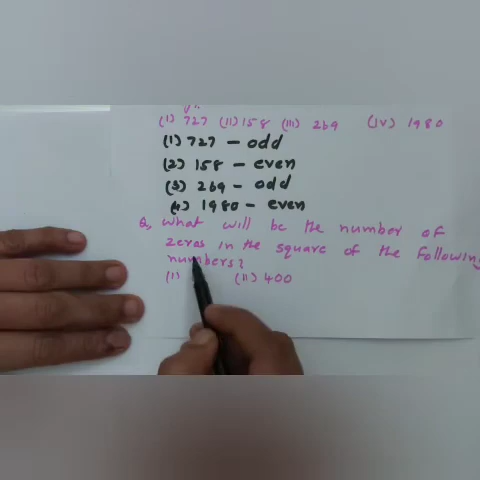 (i) 727 (ii) 158 (iii) 269 (iv) 1980
(1) 727 - odd
(2) 158 - even
(3) 269 - odd
(4) 1980 - even
Q, What will be the number of
zeros in the square of the following
numbers?
(i) (ii) 400